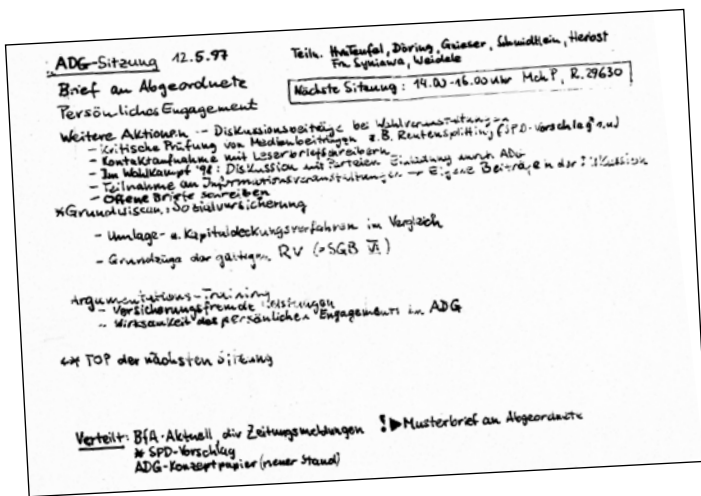 ADG-Sitzung 12.5.97
Teiln. Hr. Teufel, Döring, Gnieser, Schmidtlein, Herbst
Fr. Syniawa, Weidele
Brief an Abgeordnete
Nächste Sitzung: 14.00-16.00 Uhr Mch P, R. 29630
Persönliches Engagement
Weitere Aktionen - Diskussionsbeiträge bei Wahlveranstaltungen
- Kritische Prüfung von Medienbeiträgen z.B. Rentensplitting (SPD-Vorschlag
- Kontaktaufnahme mit Leserbriefschreibern
- Im Wahlkampf '98: Diskussion mit Parteien Einladung durch ADG
- Teilnahme an Informationsveranstaltungen → Eigene Beiträge in der Diskussion
- Offene Briefe schreiben
*Grundwissen Sozialversicherung
- Umlage- u. Kapitaldeckungsverfahren im Vergleich
- Grundzüge der gültigen RV (→SGB VI)
Argumentations-Training
- Versicherungsfremde Leistungen
- Wirksamkeit des persönlichen Engagements im ADG
* TOP der nächsten Sitzung
Verteilt: BfA-Aktuell, div Zeitungsmeldungen
* SPD-Vorschlag
ADG-Konzeptpapier (neuer Stand)
! ▶ Musterbrief an Abgeordnete